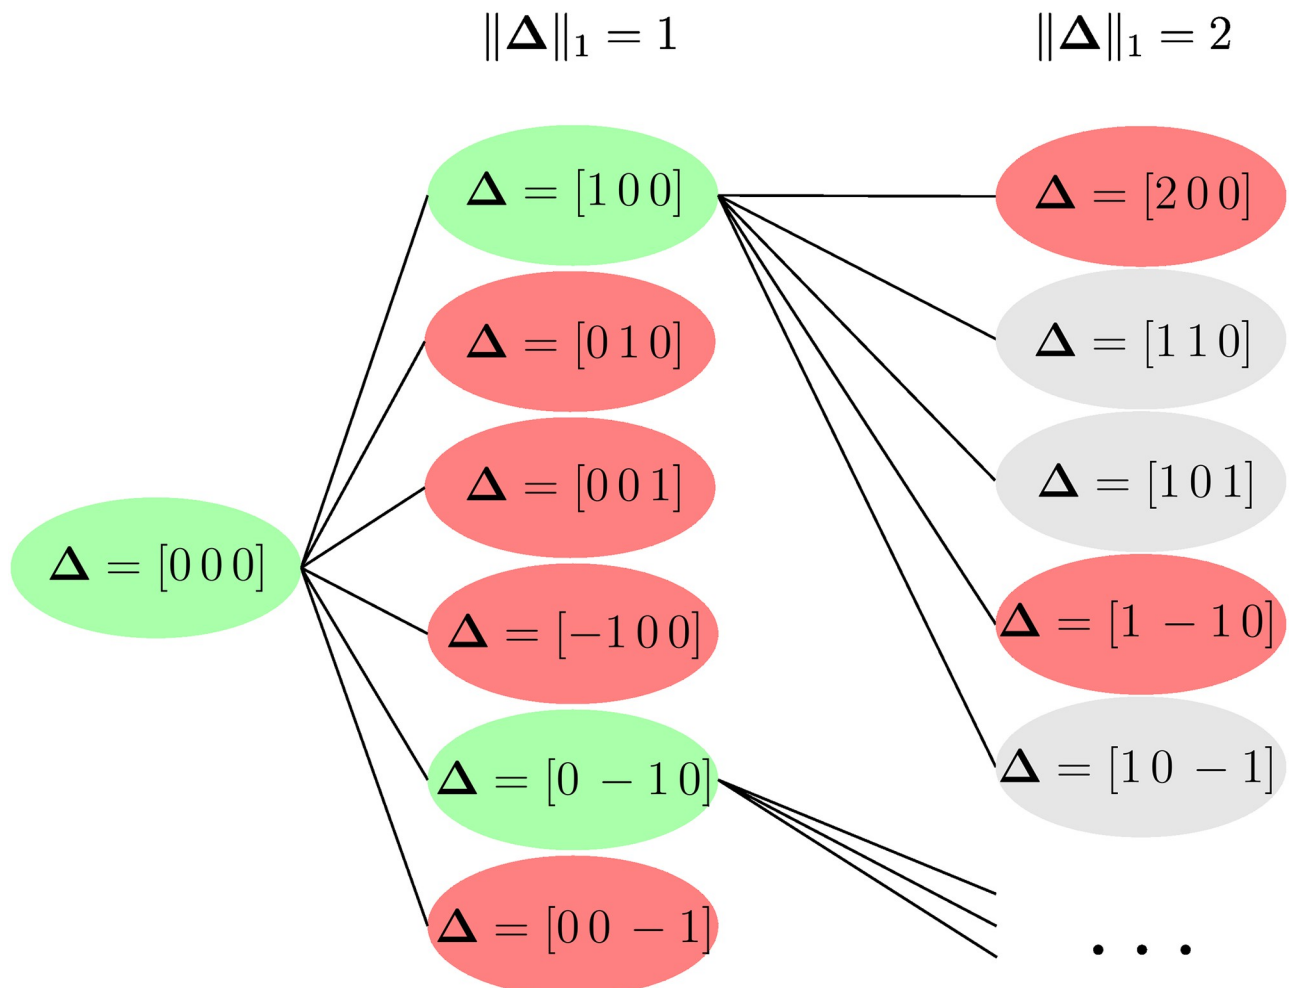 ‖Δ‖₁ = 1
‖Δ‖₁ = 2
Δ = [1 0 0]
Δ = [0 1 0]
Δ = [0 0 1]
Δ = [−1 0 0]
Δ = [0 −1 0]
Δ = [0 0 −1]
Δ = [0 0 0]
Δ = [2 0 0]
Δ = [1 1 0]
Δ = [1 0 1]
Δ = [1 −1 0]
Δ = [1 0 −1]
. . .